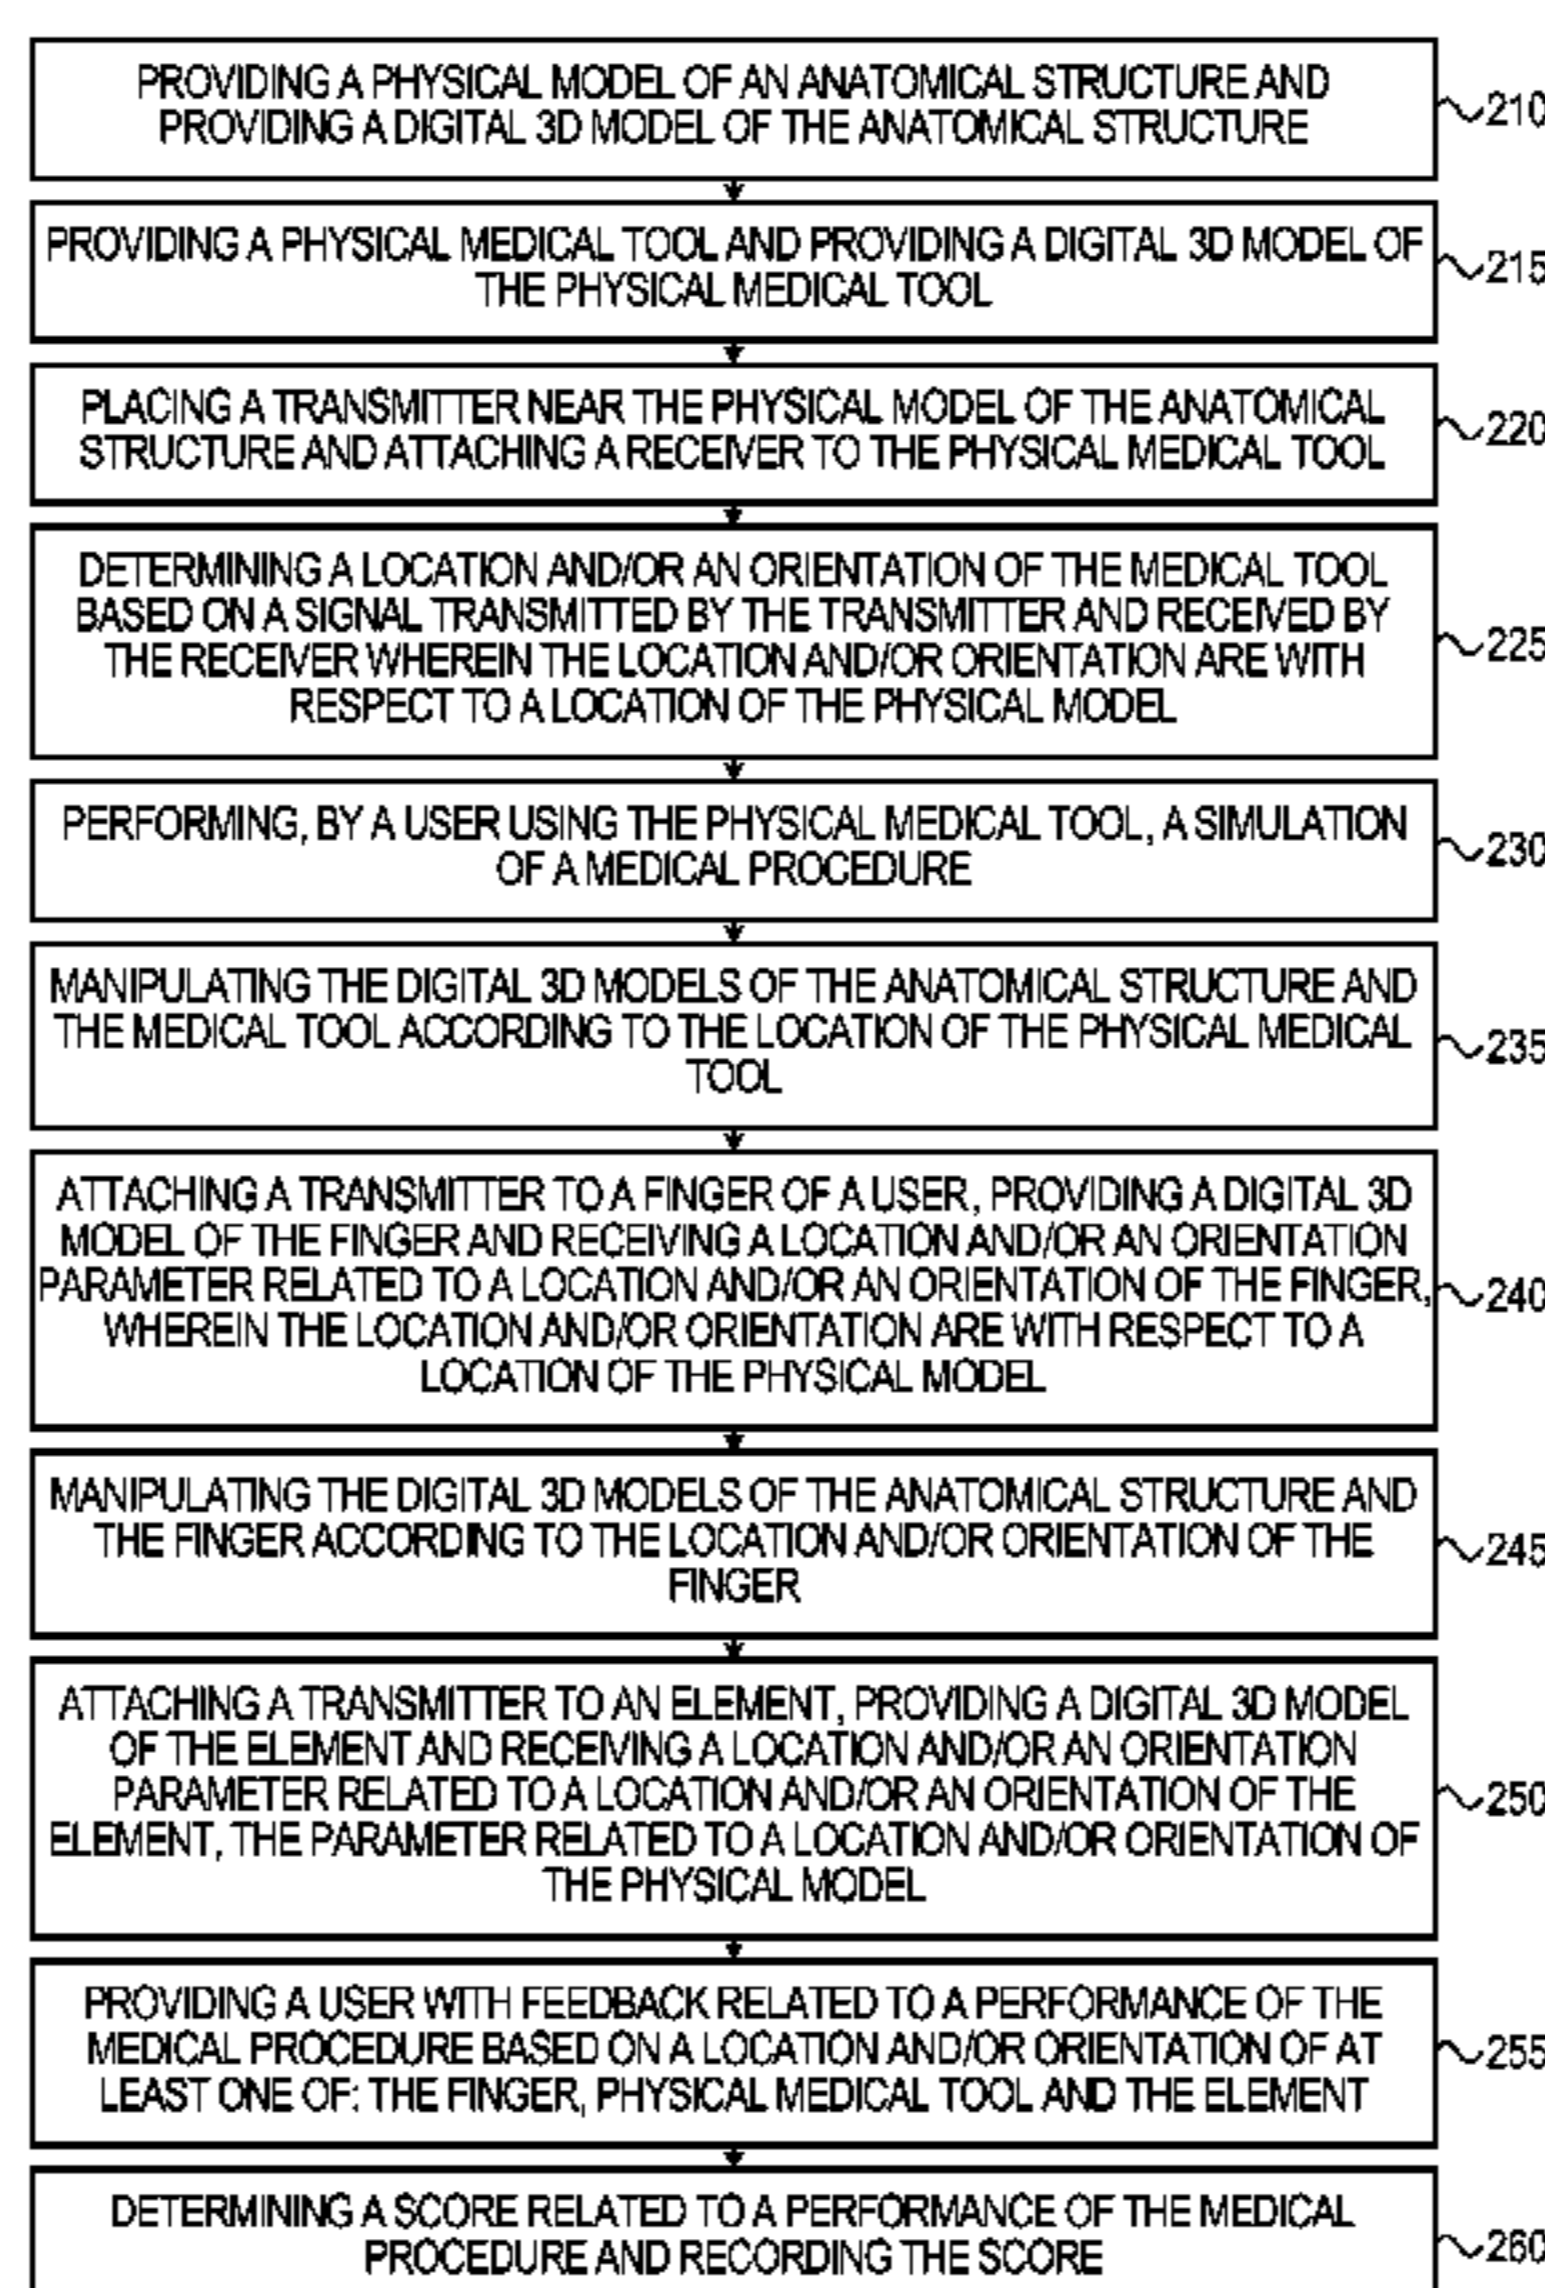 PROVIDING A PHYSICAL MODEL OF AN ANATOMICAL STRUCTURE AND
PROVIDING A DIGITAL 3D MODEL OF THE ANATOMICAL STRUCTURE
210
PROVIDING A PHYSICAL MEDICAL TOOL AND PROVIDING A DIGITAL 3D MODEL OF
THE PHYSICAL MEDICAL TOOL
215
PLACING A TRANSMITTER NEAR THE PHYSICAL MODEL OF THE ANATOMICAL
STRUCTURE AND ATTACHING A RECEIVER TO THE PHYSICAL MEDICAL TOOL
220
DETERMINING A LOCATION AND/OR AN ORIENTATION OF THE MEDICAL TOOL
BASED ON A SIGNAL TRANSMITTED BY THE TRANSMITTER AND RECEIVED BY
THE RECEIVER WHEREIN THE LOCATION AND/OR ORIENTATION ARE WITH
RESPECT TO A LOCATION OF THE PHYSICAL MODEL
225
PERFORMING, BY A USER USING THE PHYSICAL MEDICAL TOOL, A SIMULATION
OF A MEDICAL PROCEDURE
230
MANIPULATING THE DIGITAL 3D MODELS OF THE ANATOMICAL STRUCTURE AND
THE MEDICAL TOOL ACCORDING TO THE LOCATION OF THE PHYSICAL MEDICAL
TOOL
235
ATTACHING A TRANSMITTER TO A FINGER OF A USER, PROVIDING A DIGITAL 3D
MODEL OF THE FINGER AND RECEIVING A LOCATION AND/OR AN ORIENTATION
PARAMETER RELATED TO A LOCATION AND/OR AN ORIENTATION OF THE FINGER,
WHEREIN THE LOCATION AND/OR ORIENTATION ARE WITH RESPECT TO A
LOCATION OF THE PHYSICAL MODEL
240
MANIPULATING THE DIGITAL 3D MODELS OF THE ANATOMICAL STRUCTURE AND
THE FINGER ACCORDING TO THE LOCATION AND/OR ORIENTATION OF THE
FINGER
245
ATTACHING A TRANSMITTER TO AN ELEMENT, PROVIDING A DIGITAL 3D MODEL
OF THE ELEMENT AND RECEIVING A LOCATION AND/OR AN ORIENTATION
PARAMETER RELATED TO A LOCATION AND/OR AN ORIENTATION OF THE
ELEMENT, THE PARAMETER RELATED TO A LOCATION AND/OR ORIENTATION OF
THE PHYSICAL MODEL
250
PROVIDING A USER WITH FEEDBACK RELATED TO A PERFORMANCE OF THE
MEDICAL PROCEDURE BASED ON A LOCATION AND/OR ORIENTATION OF AT
LEAST ONE OF: THE FINGER, PHYSICAL MEDICAL TOOL AND THE ELEMENT
255
DETERMINING A SCORE RELATED TO A PERFORMANCE OF THE MEDICAL
PROCEDURE AND RECORDING THE SCORE
260